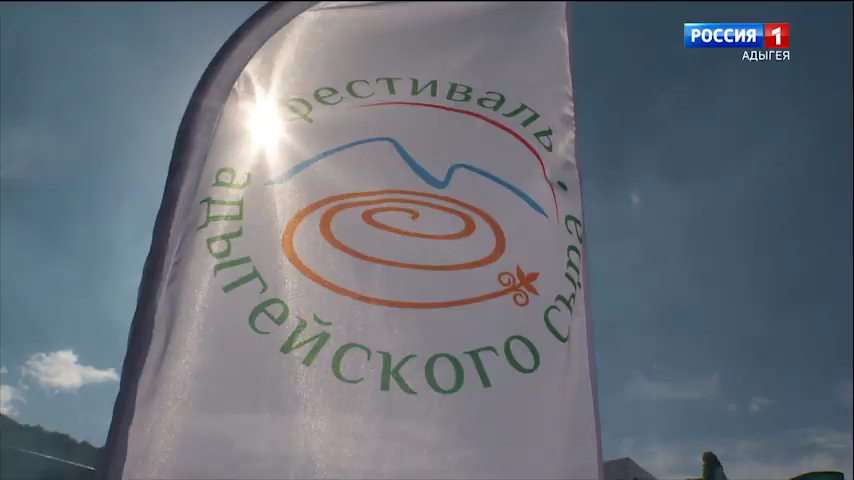 РОССИЯ 1
АДЫГЕЯ
фестиваль
адыгейского сыра